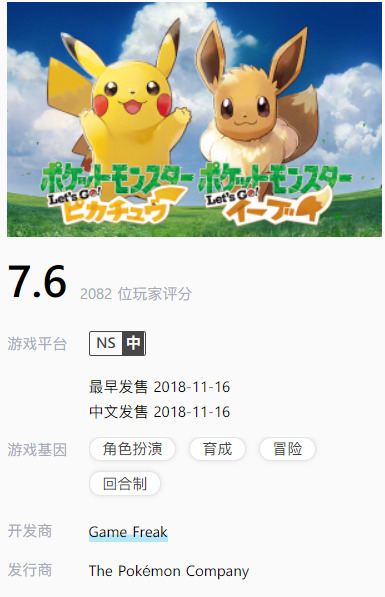 ポケットモンスター ポケットモンスター
Let's Go! Let's Go!
ピカチュウ イーブイ
7.6 2082 位玩家评分
游戏平台 NS 中
最早发售 2018-11-16
中文发售 2018-11-16
游戏基因 角色扮演 育成 冒险
回合制
开发商 Game Freak
发行商 The Pokémon Company